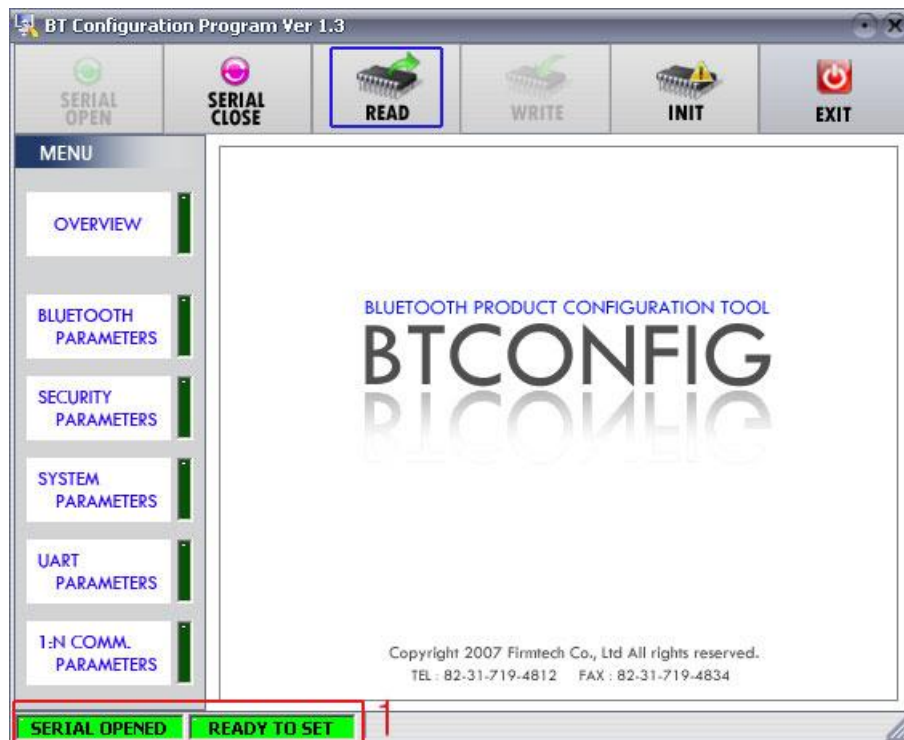 BT Configuration Program Ver 1.3
SERIAL OPEN
SERIAL CLOSE
READ
WRITE
INIT
EXIT
MENU
OVERVIEW
BLUETOOTH
PARAMETERS
SECURITY
PARAMETERS
SYSTEM
PARAMETERS
UART
PARAMETERS
1:N COMM.
PARAMETERS
BLUETOOTH PRODUCT CONFIGURATION TOOL
BTCONFIG
Copyright 2007 Firmtech Co., Ltd All rights reserved.
TEL : 82-31-719-4812 FAX : 82-31-719-4834
SERIAL OPENED
READY TO SET
1